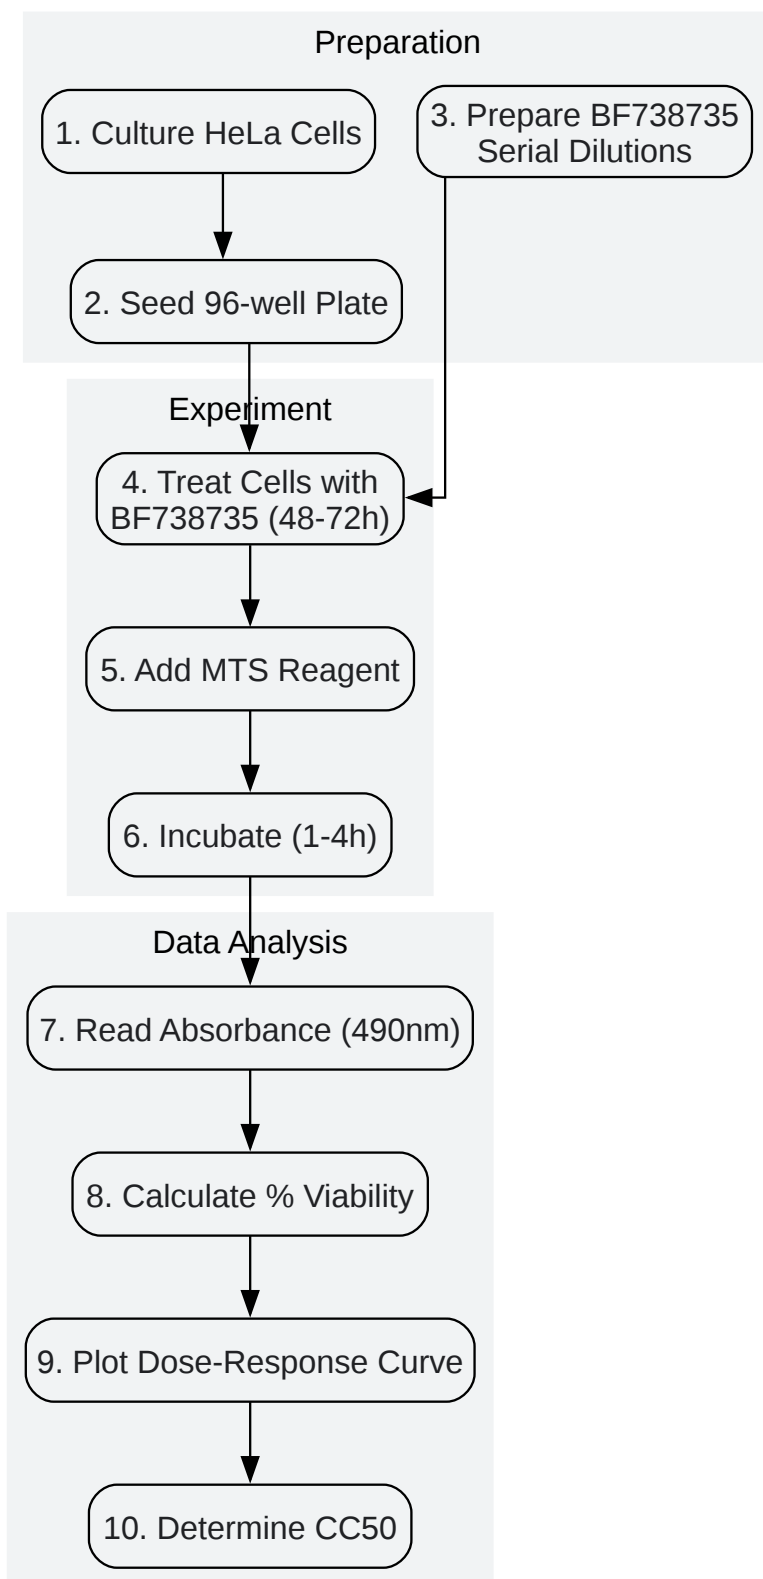 Preparation
1. Culture HeLa Cells
3. Prepare BF738735
Serial Dilutions
2. Seed 96-well Plate
Experiment
4. Treat Cells with
BF738735 (48-72h)
5. Add MTS Reagent
6. Incubate (1-4h)
Data Analysis
7. Read Absorbance (490nm)
8. Calculate % Viability
9. Plot Dose-Response Curve
10. Determine CC50